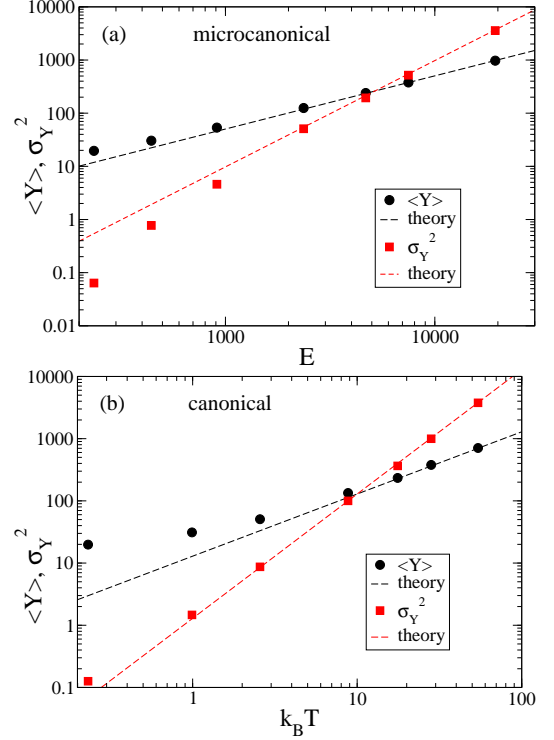 (a)
microcanonical
10000
1000
100
10
1
0.1
0.01
<Y>, σ_Y^2
<Y>
theory
σ_Y^2
theory
1000
10000
E
(b)
canonical
10000
1000
100
10
1
0.1
<Y>, σ_Y^2
<Y>
theory
σ_Y^2
theory
1
10
100
k_B T